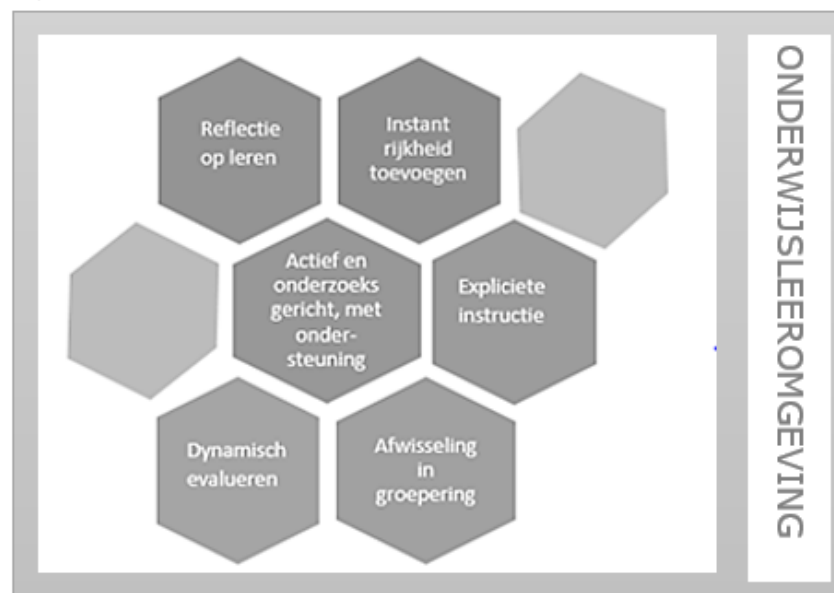 Reflectie
op leren
Instant
rijkheid
toevoegen
Actief en
onderzoeks
gericht, met
onder-
steuning
Expliciete
instructie
Dynamisch
evalueren
Afwisseling
in
groepering
ONDERWIJSLEEROMGEVING